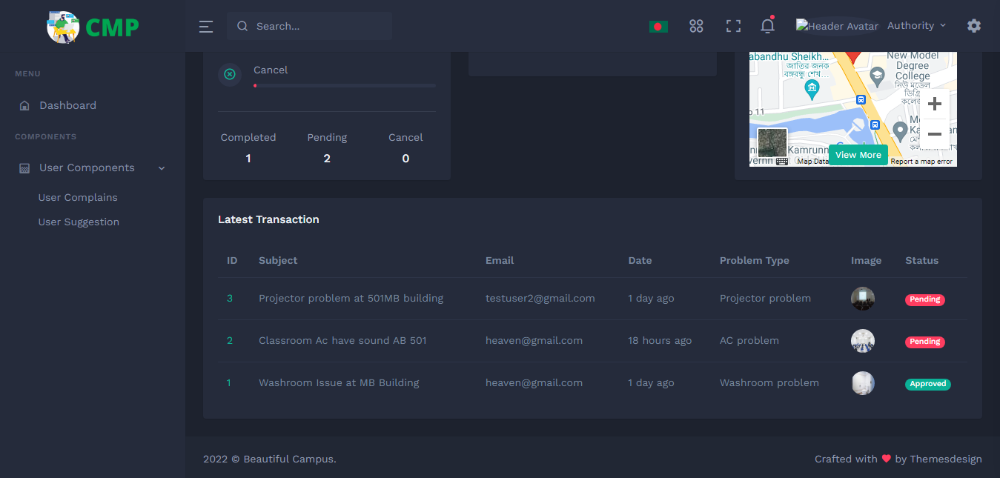 CMP
Search...
Header Avatar
Authority
MENU
Dashboard
COMPONENTS
User Components
User Complains
User Suggestion
Cancel
Completed Pending Cancel
1 2 0
abandhu Sheikh...
জাতির জনক
বঙ্গবন্ধু শেখ...
New Model
Degree
College
নিউ মডেল
ডিগ্রি
কলেজ
o 11
Kamrunn
View More
Map Data
Report a map error
Latest Transaction
ID Subject Email Date Problem Type Image Status
3 Projector problem at 501MB building testuser2@gmail.com 1 day ago Projector problem Pending
2 Classroom Ac have sound AB 501 heaven@gmail.com 18 hours ago AC problem Pending
1 Washroom Issue at MB Building heaven@gmail.com 1 day ago Washroom problem Approved
2022 © Beautiful Campus.
Crafted with ❤ by Themesdesign